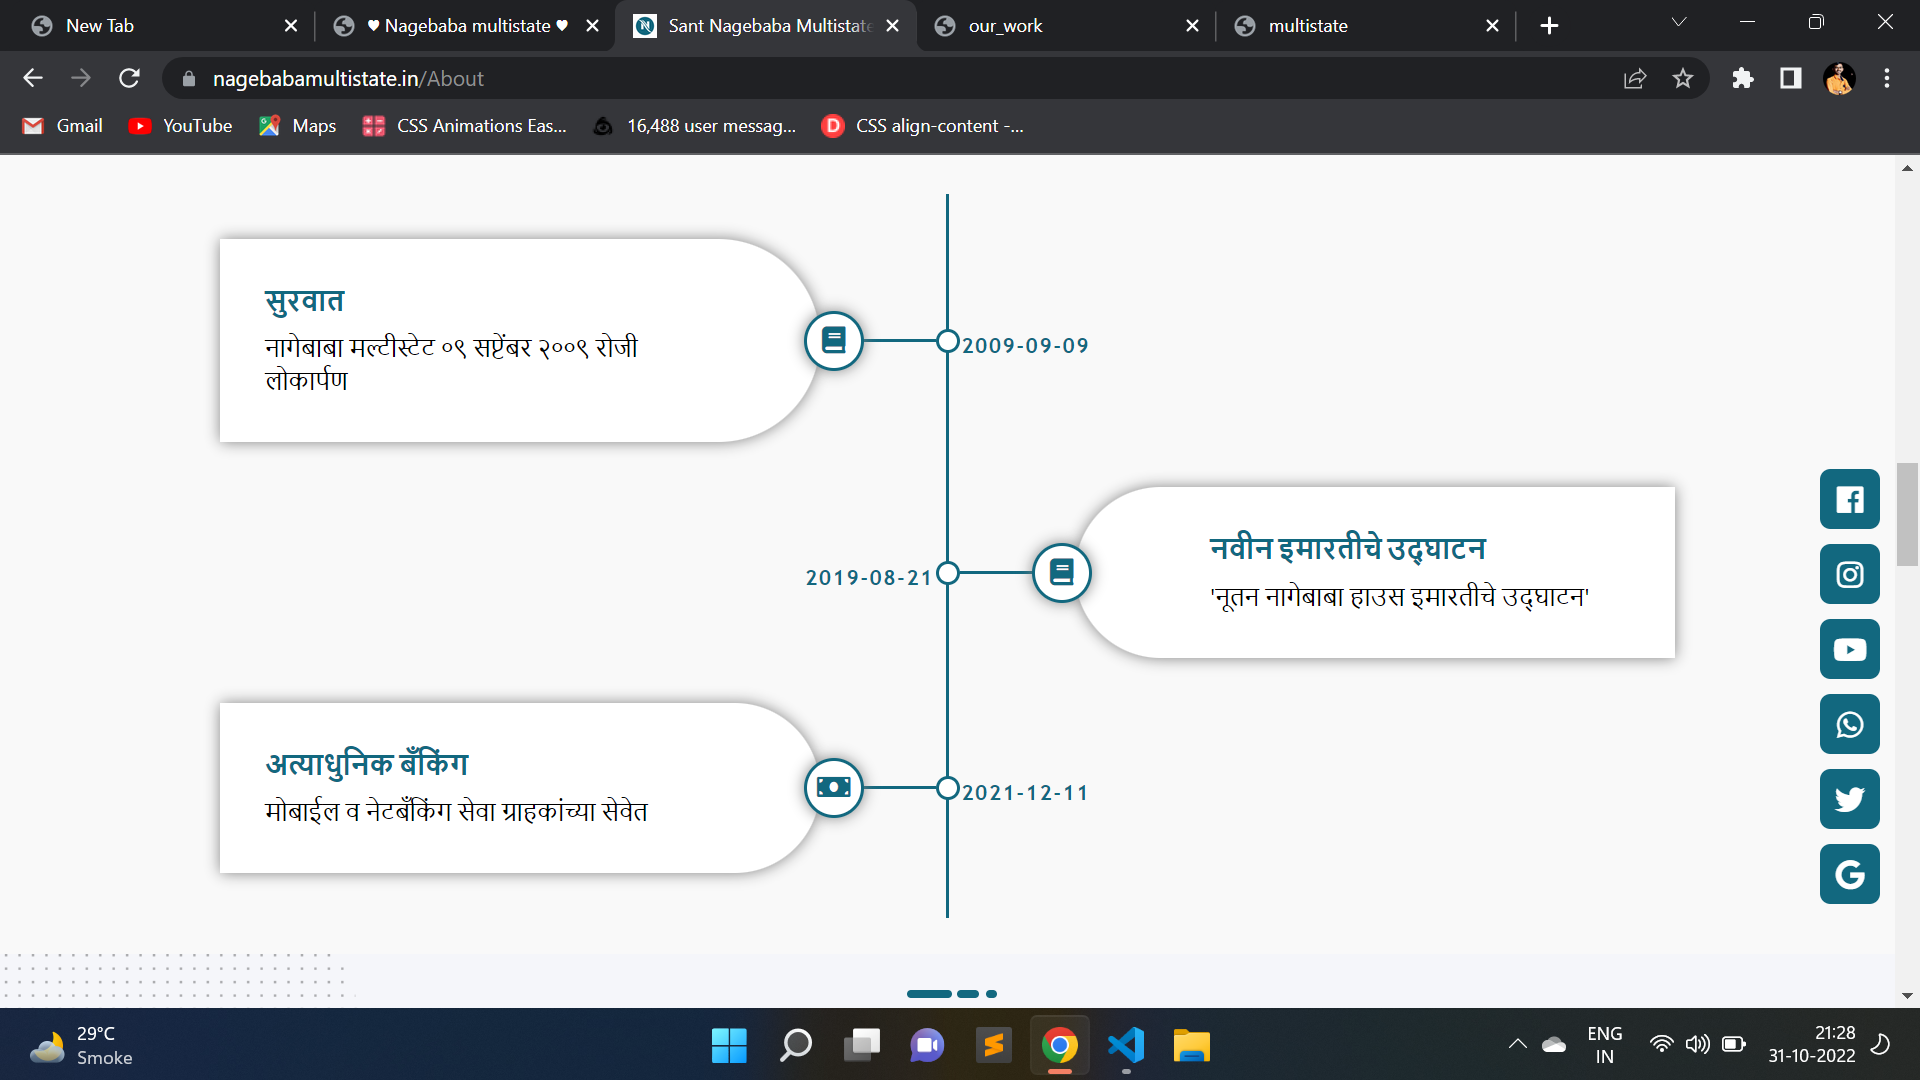 New Tab
♥ Nagebaba multistate ♥
Sant Nagebaba Multistate
our_work
multistate
nagebabamultistate.in/About
Gmail
YouTube
Maps
CSS Animations Eas...
16,488 user messag...
CSS align-content -...
सुरवात
नागेबाबा मल्टीस्टेट ०९ सप्टेंबर २००९ रोजी
लोकार्पण
2009-09-09
2019-08-21
नवीन इमारतीचे उद्घाटन
'नूतन नागेबाबा हाउस इमारतीचे उद्घाटन'
अत्याधुनिक बँकिंग
मोबाईल व नेटबँकिंग सेवा ग्राहकांच्या सेवेत
2021-12-11
29°C
Smoke
ENG
IN
21:28
31-10-2022